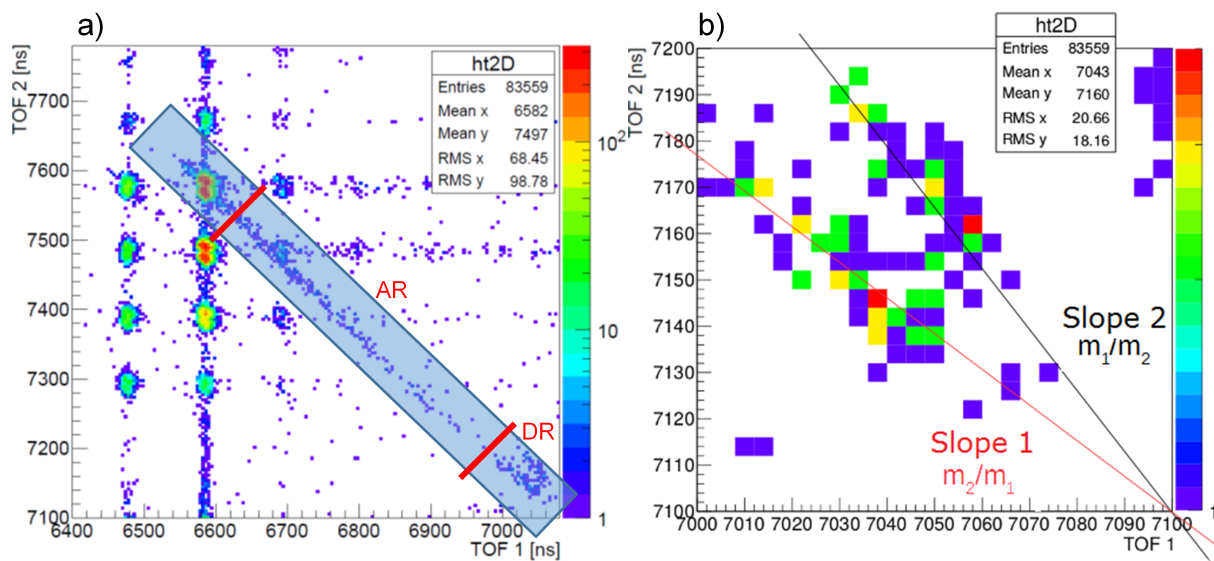 a)
TOF 2 [ns]
7700
7600
7500
7400
7300
7200
7100
6400 6500 6600 6700 6800 6900 7000
TOF 1 [ns]
ht2D
Entries 83559
Mean x 6582
Mean y 7497
RMS x 68.45
RMS y 98.78
AR
DR
10²
10
1
b)
TOF 2 [ns]
7200
7190
7180
7170
7160
7150
7140
7130
7120
7110
7100
7000 7010 7020 7030 7040 7050 7060 7070 7080 7090 7100
TOF 1
ht2D
Entries 83559
Mean x 7043
Mean y 7160
RMS x 20.66
RMS y 18.16
Slope 2
m₁/m₂
Slope 1
m₂/m₁
1